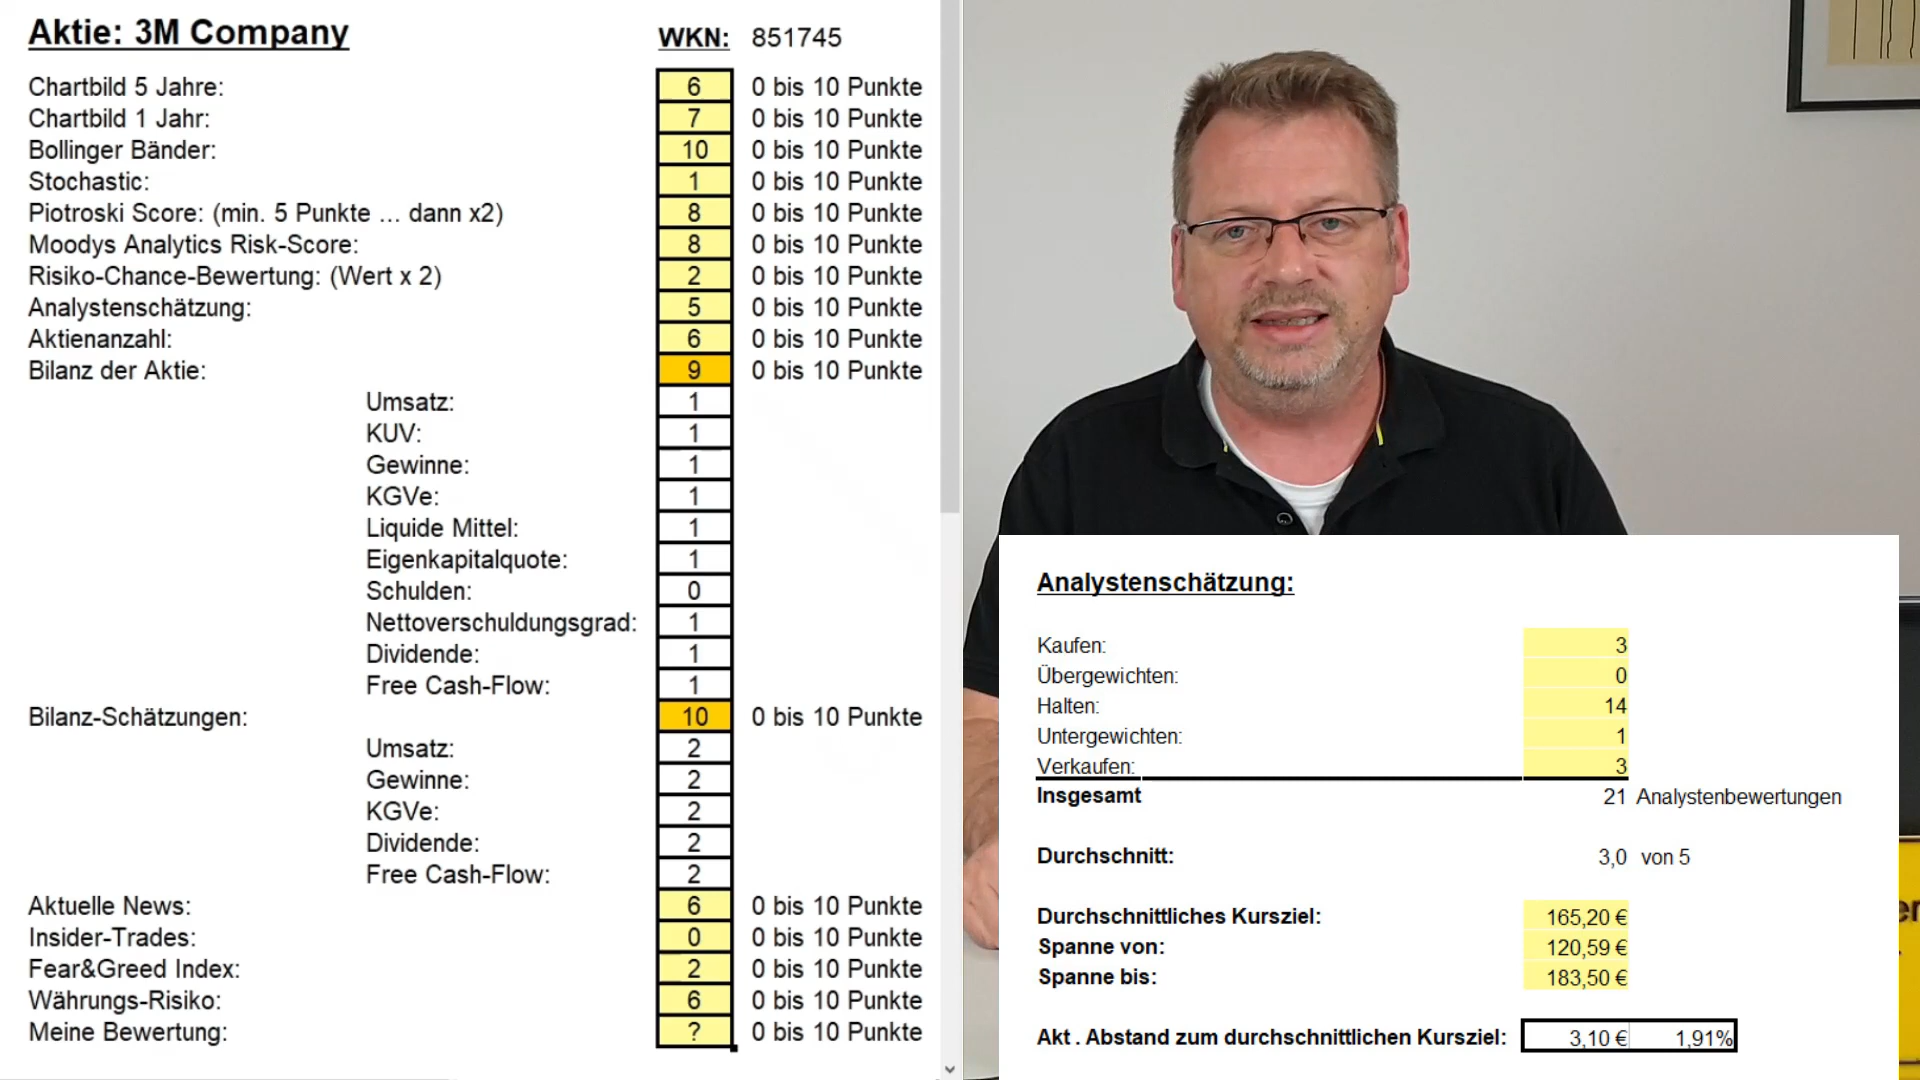 Aktie: 3M Company WKN: 851745
Chartbild 5 Jahre: 6 0 bis 10 Punkte
Chartbild 1 Jahr: 7 0 bis 10 Punkte
Bollinger Bänder: 10 0 bis 10 Punkte
Stochastic: 1 0 bis 10 Punkte
Piotroski Score: (min. 5 Punkte ... dann x2) 8 0 bis 10 Punkte
Moodys Analytics Risk-Score: 8 0 bis 10 Punkte
Risiko-Chance-Bewertung: (Wert x 2) 2 0 bis 10 Punkte
Analystenschätzung: 5 0 bis 10 Punkte
Aktienanzahl: 6 0 bis 10 Punkte
Bilanz der Aktie: 9 0 bis 10 Punkte
Umsatz: 1
KUV: 1
Gewinne: 1
KGVe: 1
Liquide Mittel: 1
Eigenkapitalquote: 1
Schulden: 0
Nettoverschuldungsgrad: 1
Dividende: 1
Free Cash-Flow: 1
Bilanz-Schätzungen: 10 0 bis 10 Punkte
Umsatz: 2
Gewinne: 2
KGVe: 2
Dividende: 2
Free Cash-Flow: 2
Aktuelle News: 6 0 bis 10 Punkte
Insider-Trades: 0 0 bis 10 Punkte
Fear&Greed Index: 2 0 bis 10 Punkte
Währungs-Risiko: 6 0 bis 10 Punkte
Meine Bewertung: ? 0 bis 10 Punkte
Analystenschätzung:
Kaufen: 3
Übergewichten: 0
Halten: 14
Untergewichten: 1
Verkaufen: 3
Insgesamt 21 Analystenbewertungen
Durchschnitt: 3,0 von 5
Durchschnittliches Kursziel: 165,20 €
Spanne von: 120,59 €
Spanne bis: 183,50 €
Akt . Abstand zum durchschnittlichen Kursziel: 3,10 € 1,91%